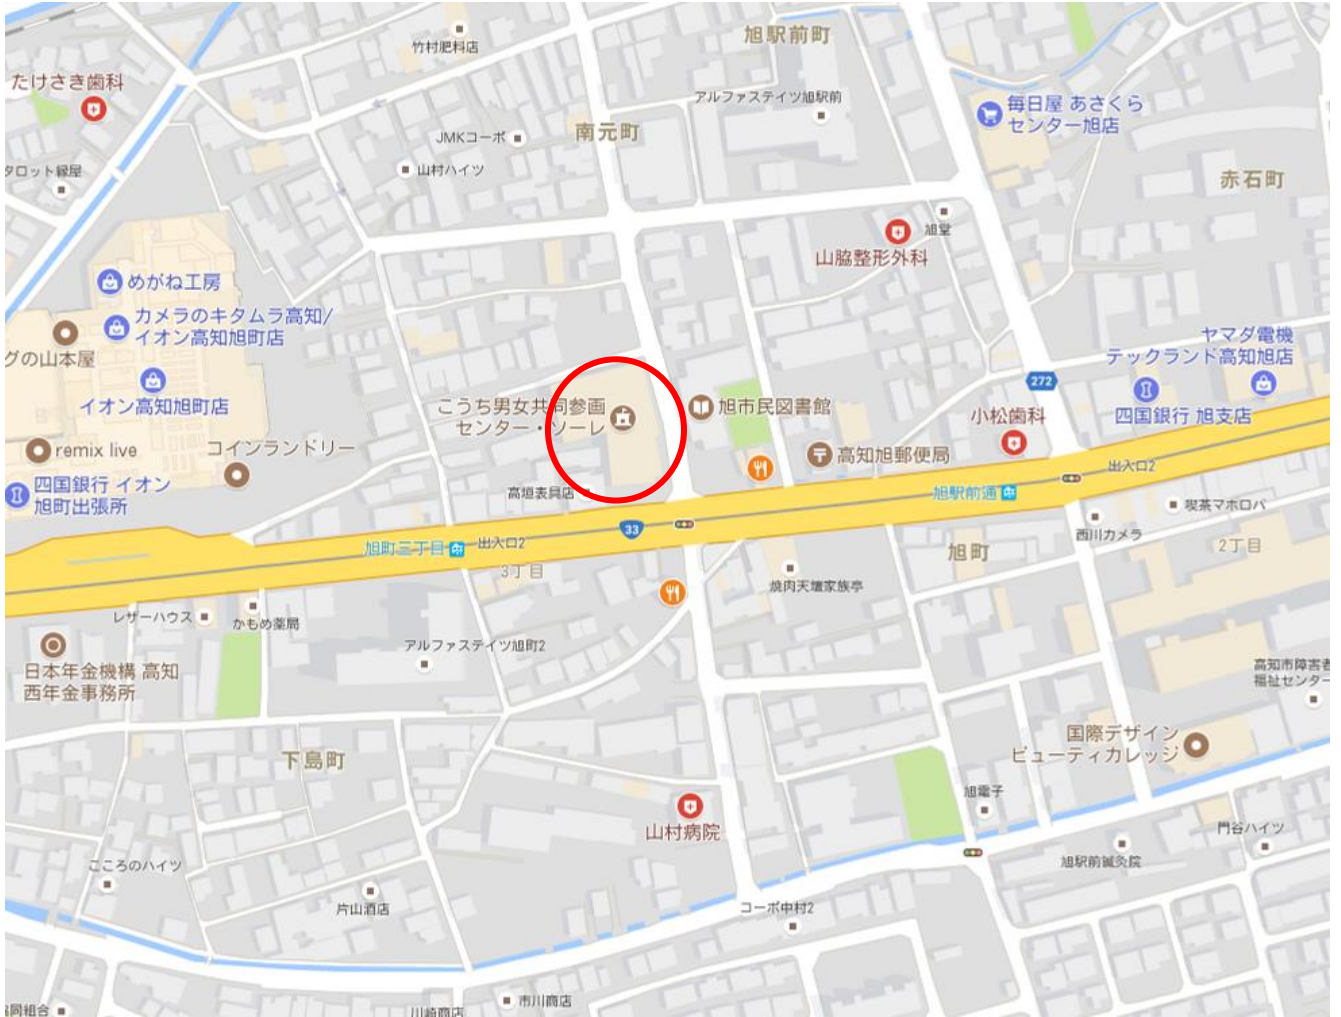 旭駅前町
竹村肥料店
たけさき歯科
アルファステイツ旭駅前
毎日屋 あさくら
センター旭店
南元町
JMKコーポ
山村ハイツ
タロット縁屋
赤石町
旭堂
山脇整形外科
めがね工房
カメラのキタムラ高知/
イオン高知旭町店
グの山本屋
ヤマダ電機
テックランド高知旭店
272
四国銀行 旭支店
イオン高知旭町店
こうち男女共同参画
センター・ソーレ
旭市民図書館
小松歯科
remix live
コインランドリー
高知旭郵便局
出入口2
四国銀行 イオン
旭町出張所
高垣表具店
旭駅前通
喫茶マホロバ
33
西川カメラ
旭町三丁目
出入口2
旭町
2丁目
3丁目
焼肉天壇家族亭
レザーハウス
かもめ薬局
アルファステイツ旭町2
日本年金機構 高知
西年金事務所
高知市障害者
福祉センター
国際デザイン
ビューティカレッジ
下島町
旭電子
山村病院
門谷ハイツ
こころのハイツ
旭駅前鍼灸院
片山酒店
コーポ中村2
市川商店
川崎商店
同組合